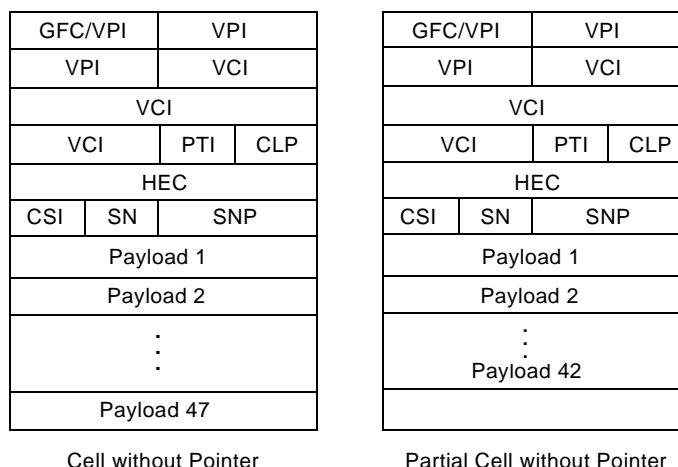 GFC/VPI VPI
VPI VCI
VCI
VCI PTI CLP
HEC
CSI SN SNP
Payload 1
Payload 2
.
.
.
Payload 47
Cell without Pointer
GFC/VPI VPI
VPI VCI
VCI
VCI PTI CLP
HEC
CSI SN SNP
Payload 1
Payload 2
.
.
.
Payload 42
Partial Cell without Pointer